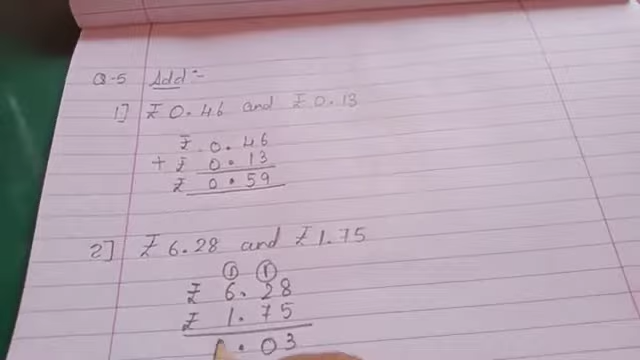 Q-5 Add:-
1] ₹0.46 and ₹0.13
₹ 0.46
+ ₹ 0.13
₹ 0.59
2] ₹6.28 and ₹1.75
① ①
₹ 6.28
₹ 1.75
.03